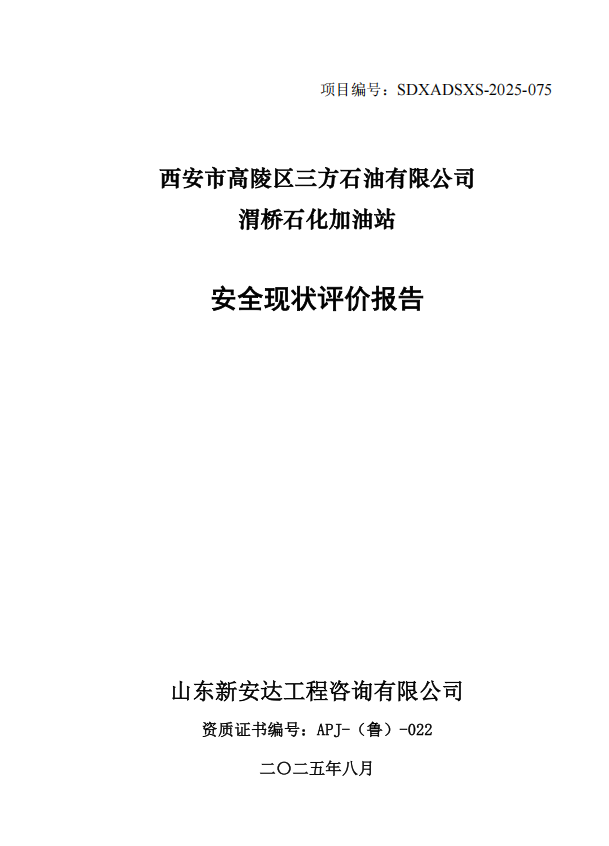 项目编号：SDXADSXS-2025-075
西安市高陵区三方石油有限公司
渭桥石化加油站
安全现状评价报告
山东新安达工程咨询有限公司
资质证书编号：APJ-（鲁）-022
二〇二五年八月